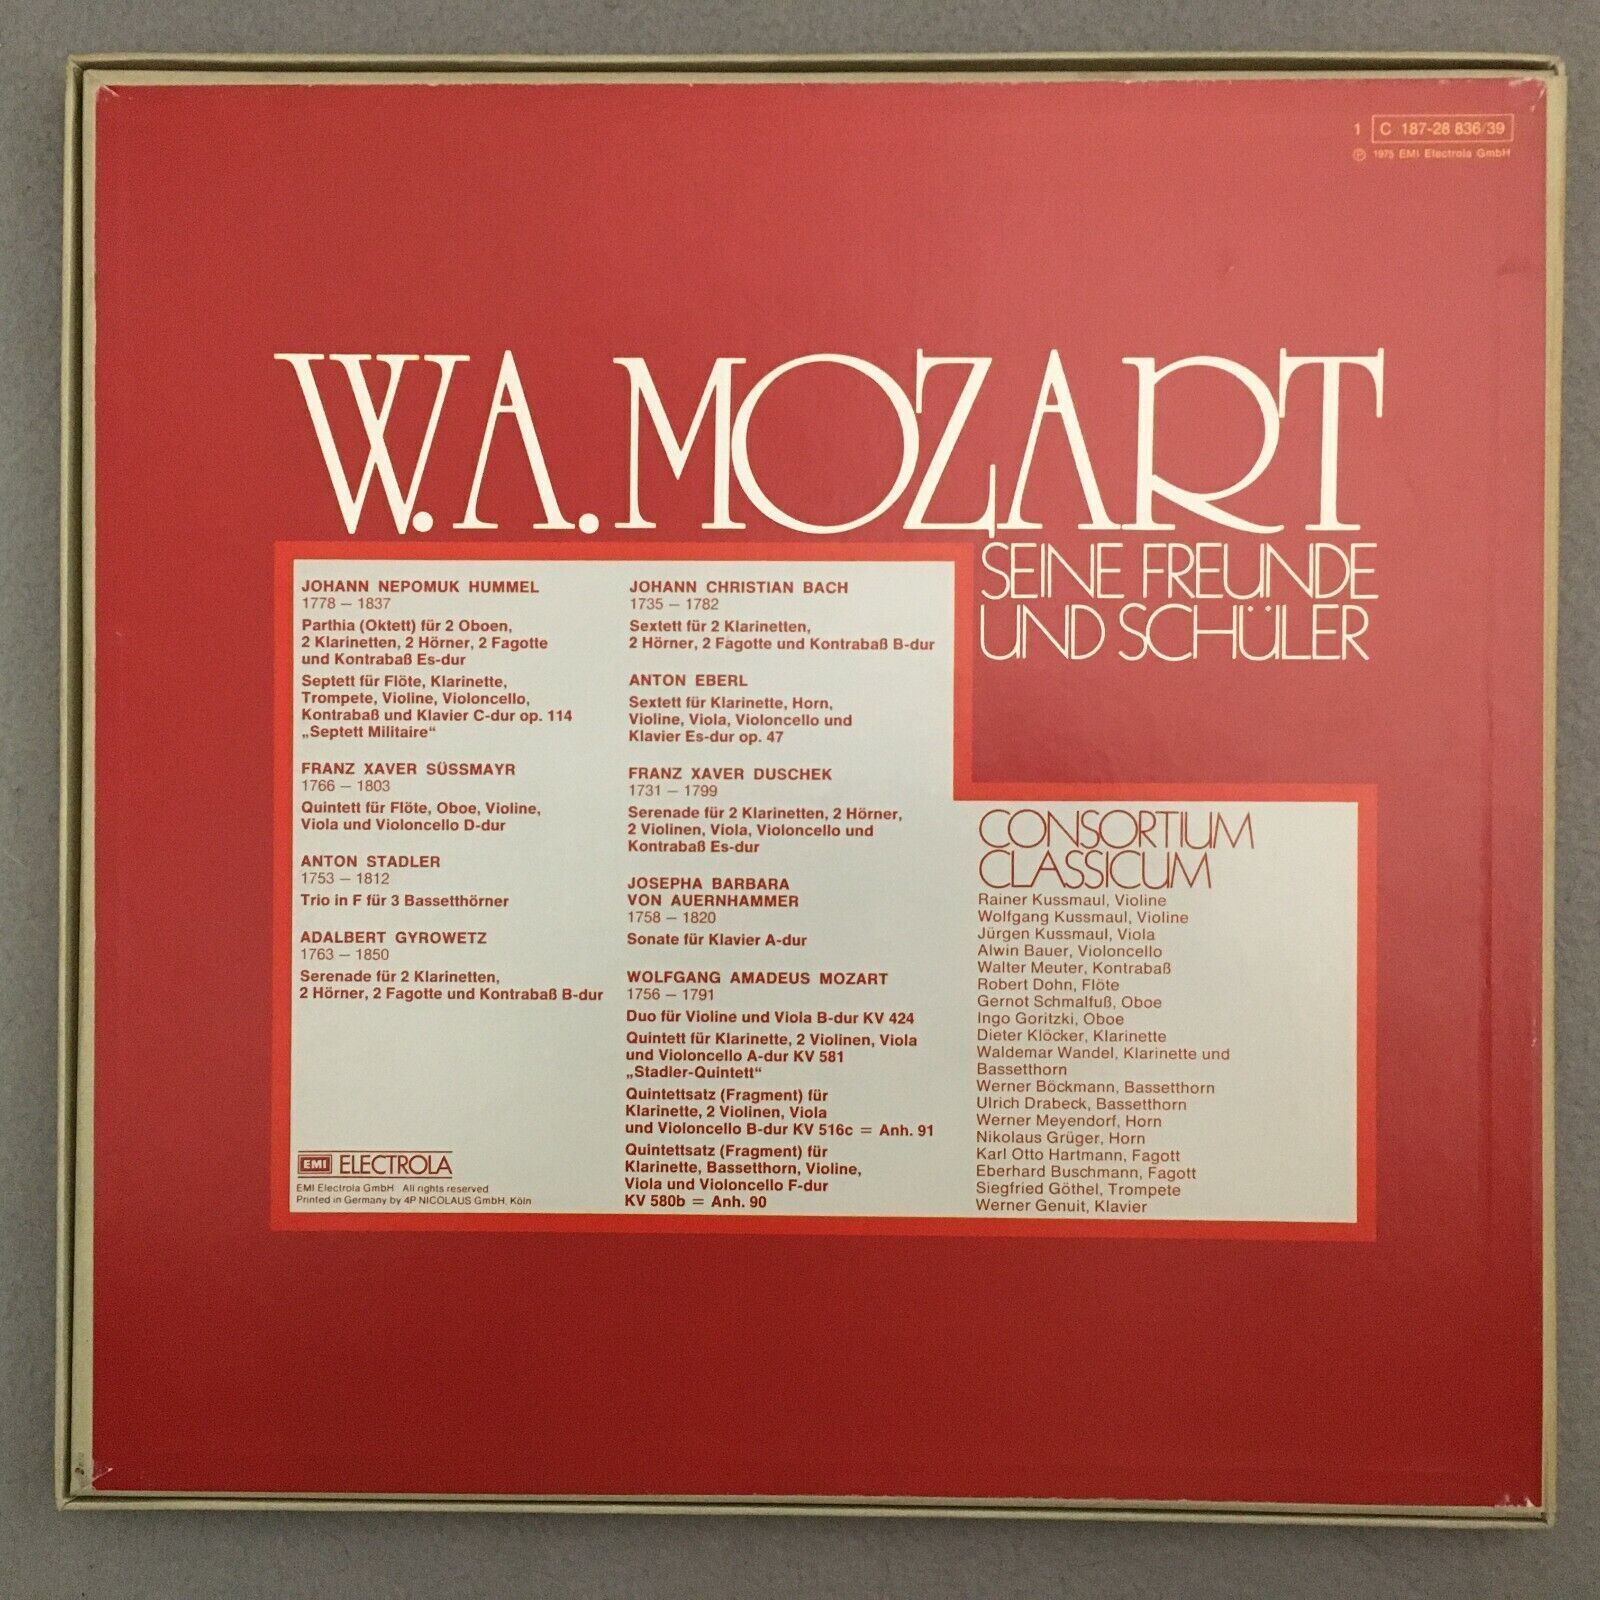 1 C 187-28 836/39
℗ 1975 EMI Electrola GmbH
W.A.MOZART
SEINE FREUNDE
UND SCHÜLER
JOHANN NEPOMUK HUMMEL
1778 – 1837
Parthia (Oktett) für 2 Oboen,
2 Klarinetten, 2 Hörner, 2 Fagotte
und Kontrabaß Es-dur
Septett für Flöte, Klarinette,
Trompete, Violine, Violoncello,
Kontrabaß und Klavier C-dur op. 114
„Septett Militaire“
FRANZ XAVER SÜSSMAYR
1766 – 1803
Quintett für Flöte, Oboe, Violine,
Viola und Violoncello D-dur
ANTON STADLER
1753 – 1812
Trio in F für 3 Bassetthörner
ADALBERT GYROWETZ
1763 – 1850
Serenade für 2 Klarinetten,
2 Hörner, 2 Fagotte und Kontrabaß B-dur
EMI ELECTROLA
EMI Electrola GmbH All rights reserved
Printed in Germany by 4P NICOLAUS GmbH, Köln
JOHANN CHRISTIAN BACH
1735 – 1782
Sextett für 2 Klarinetten,
2 Hörner, 2 Fagotte und Kontrabaß B-dur
ANTON EBERL
Sextett für Klarinette, Horn,
Violine, Viola, Violoncello und
Klavier Es-dur op. 47
FRANZ XAVER DUSCHEK
1731 – 1799
Serenade für 2 Klarinetten, 2 Hörner,
2 Violinen, Viola, Violoncello und
Kontrabaß Es-dur
JOSEPHA BARBARA
VON AUERNHAMMER
1758 – 1820
Sonate für Klavier A-dur
WOLFGANG AMADEUS MOZART
1756 – 1791
Duo für Violine und Viola B-dur KV 424
Quintett für Klarinette, 2 Violinen, Viola
und Violoncello A-dur KV 581
„Stadler-Quintett“
Quintettsatz (Fragment) für
Klarinette, 2 Violinen, Viola
und Violoncello B-dur KV 516c = Anh. 91
Quintettsatz (Fragment) für
Klarinette, Bassetthorn, Violine,
Viola und Violoncello F-dur
KV 580b = Anh. 90
CONSORTIUM
CLASSICUM
Rainer Kussmaul, Violine
Wolfgang Kussmaul, Violine
Jürgen Kussmaul, Viola
Alwin Bauer, Violoncello
Walter Meuter, Kontrabaß
Robert Dohn, Flöte
Gernot Schmalfuß, Oboe
Ingo Goritzki, Oboe
Dieter Klöcker, Klarinette
Waldemar Wandel, Klarinette und
Bassetthorn
Werner Böckmann, Bassetthorn
Ulrich Drabeck, Bassetthorn
Werner Meyendorf, Horn
Nikolaus Grüger, Horn
Karl Otto Hartmann, Fagott
Eberhard Buschmann, Fagott
Siegfried Göthel, Trompete
Werner Genuit, Klavier